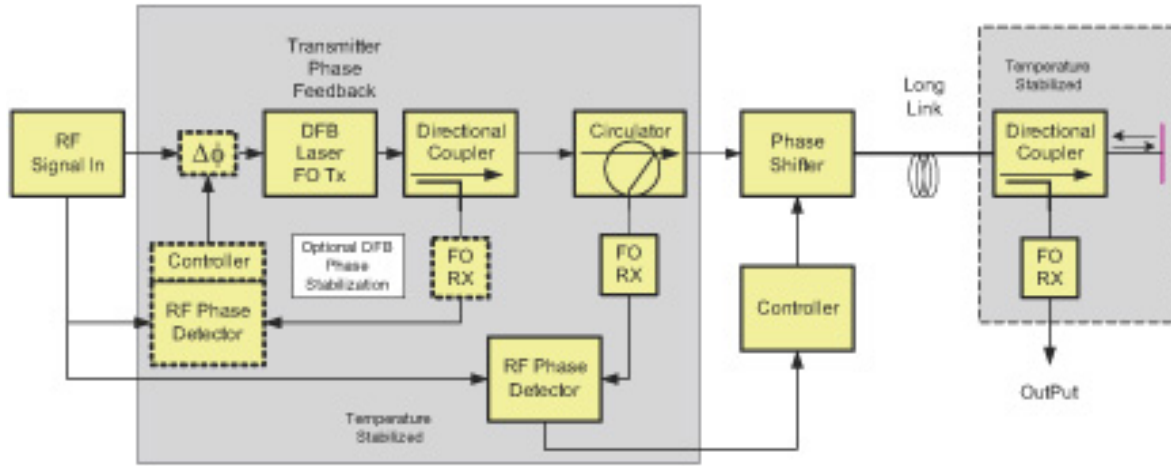 Transmitter
Phase
Feedback
Temperature
Stabilized
Long
Link
RF
Signal In
Δϕ
DFB
Laser
FO Tx
Directional
Coupler
Circulator
Phase
Shifter
Directional
Coupler
Controller
RF Phase
Detector
Optional DFB
Phase
Stabilization
FO
RX
FO
RX
Controller
FO
RX
RF Phase
Detector
OutPut
Temperature
Stabilized